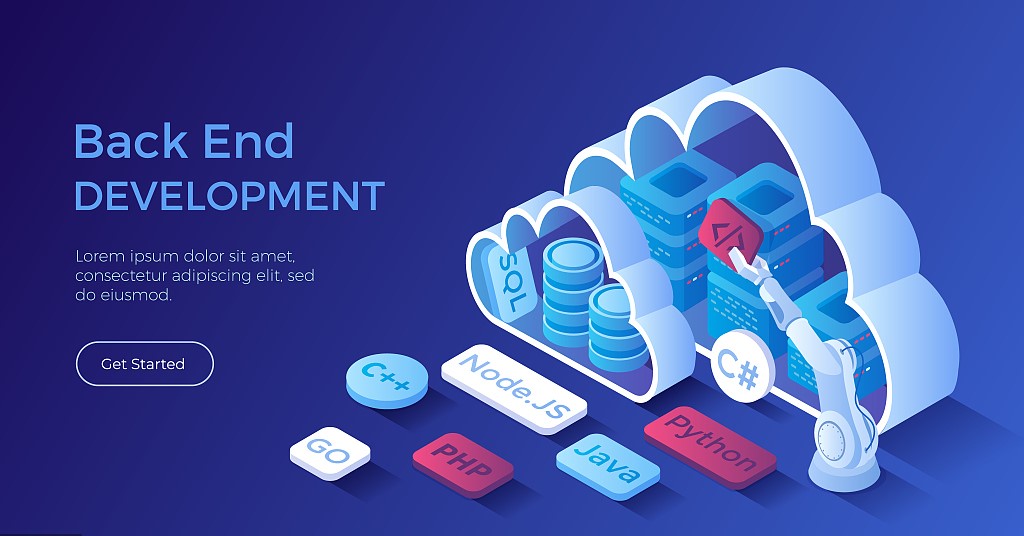 Back End
DEVELOPMENT
Lorem ipsum dolor sit amet,
consectetur adipiscing elit, sed
do eiusmod.
Get Started
SQL
</>
C#
C++
Node.JS
Python
GO
PHP
Java